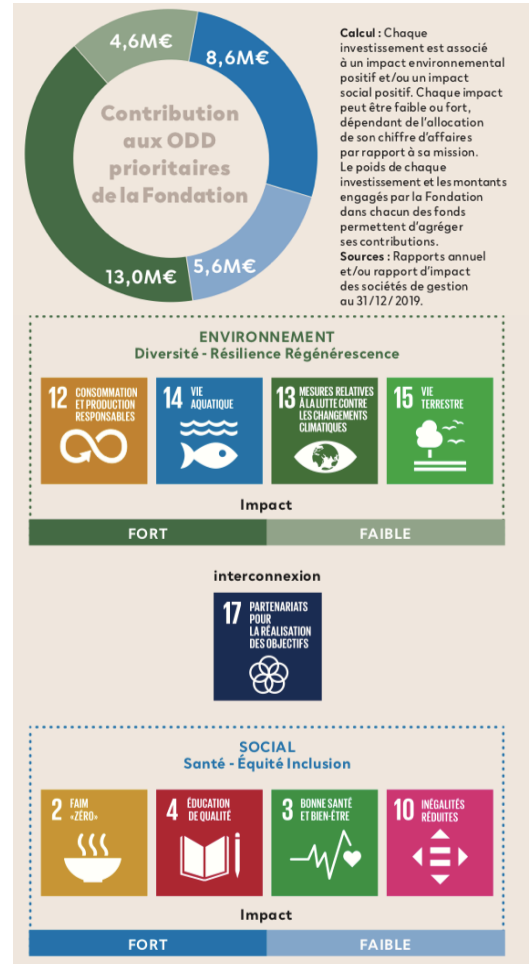 4,6M€
8,6M€
Contribution
aux ODD
prioritaires
de la Fondation
13,0M€
5,6M€
Calcul : Chaque
investissement est associé
à un impact environnemental
positif et/ou un impact
social positif. Chaque impact
peut être faible ou fort,
dépendant de l'allocation
de son chiffre d'affaires
par rapport à sa mission.
Le poids de chaque
investissement et les montants
engagés par la Fondation
dans chacun des fonds
permettent d'agréger
ses contributions.
Sources : Rapports annuel
et/ou rapport d'impact
des sociétés de gestion
au 31/12/2019.
ENVIRONNEMENT
Diversité - Résilience Régénérescence
12 CONSOMMATION
ET PRODUCTION
RESPONSABLES
14 VIE
AQUATIQUE
13 MESURES RELATIVES
À LA LUTTE CONTRE
LES CHANGEMENTS
CLIMATIQUES
15 VIE
TERRESTRE
Impact
FORT
FAIBLE
interconnexion
17 PARTENARIATS
POUR
LA RÉALISATION
DES OBJECTIFS
SOCIAL
Santé - Équité Inclusion
2 FAIM
«ZÉRO»
4 ÉDUCATION
DE QUALITÉ
3 BONNE SANTÉ
ET BIEN-ÊTRE
10 INÉGALITÉS
RÉDUITES
Impact
FORT
FAIBLE